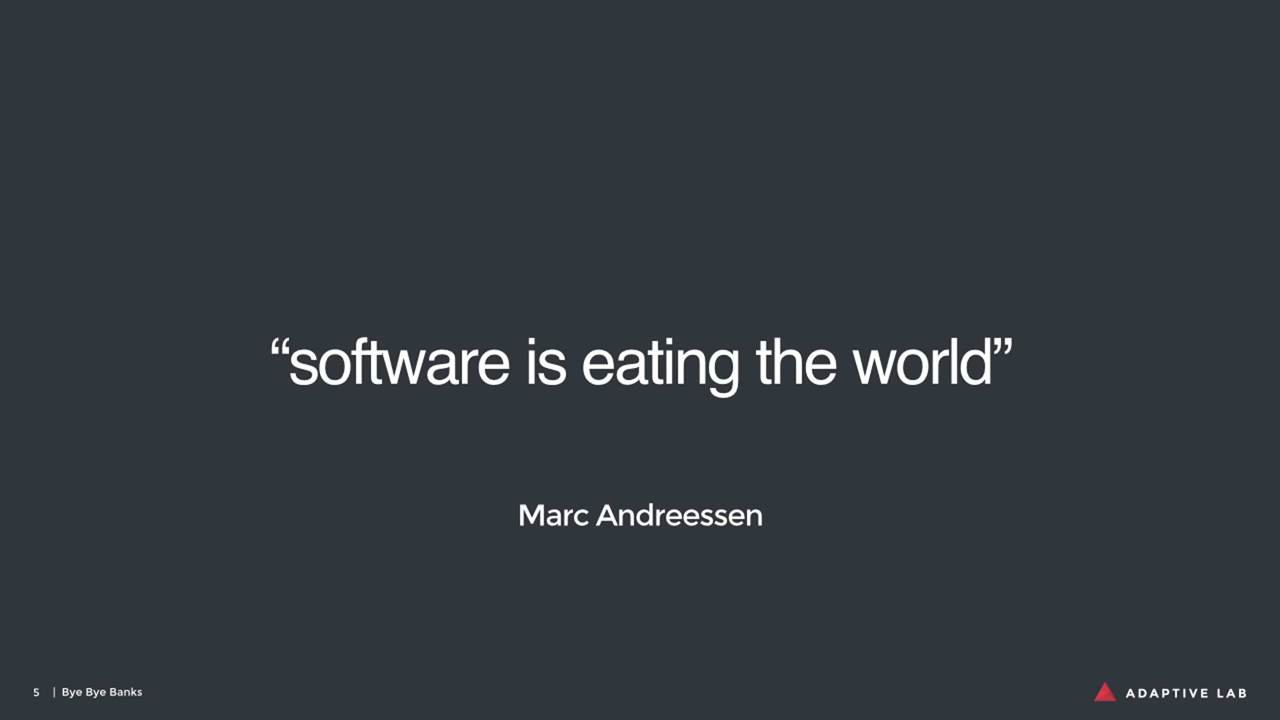 “software is eating the world”
Marc Andreessen
5 | Bye Bye Banks
ADAPTIVE LAB